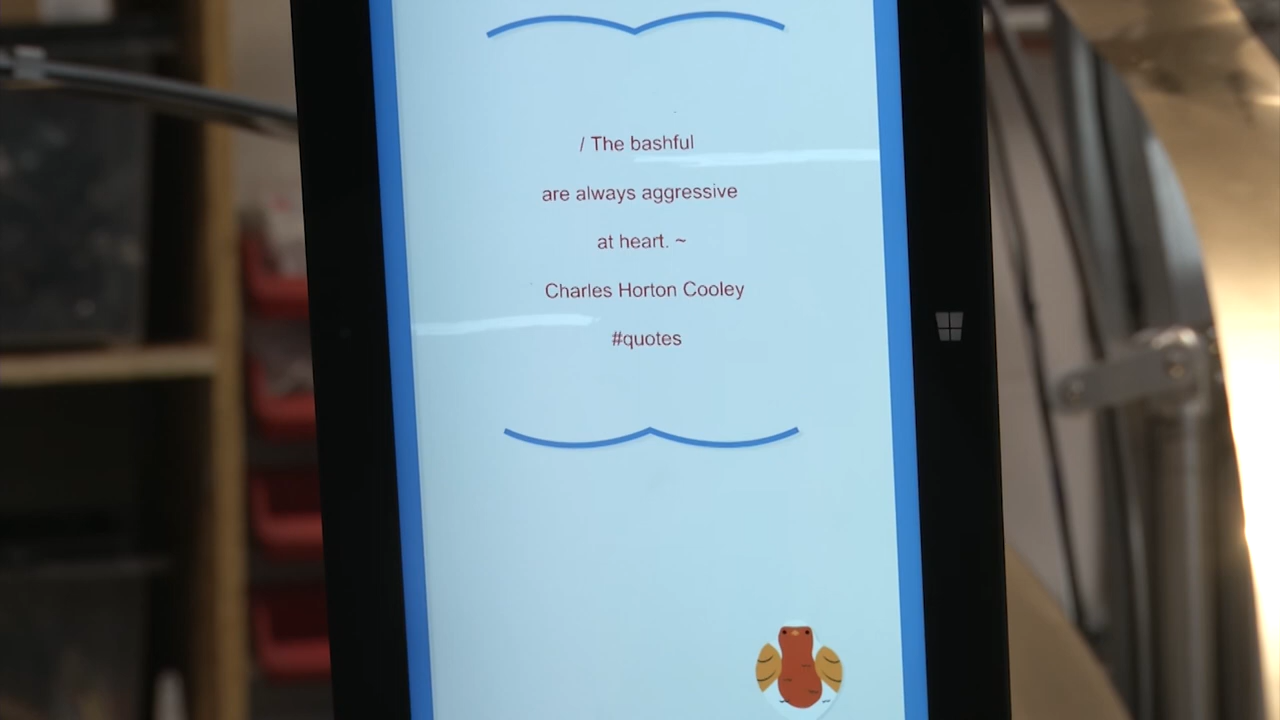 / The bashful
are always aggressive
at heart. ~
Charles Horton Cooley
#quotes